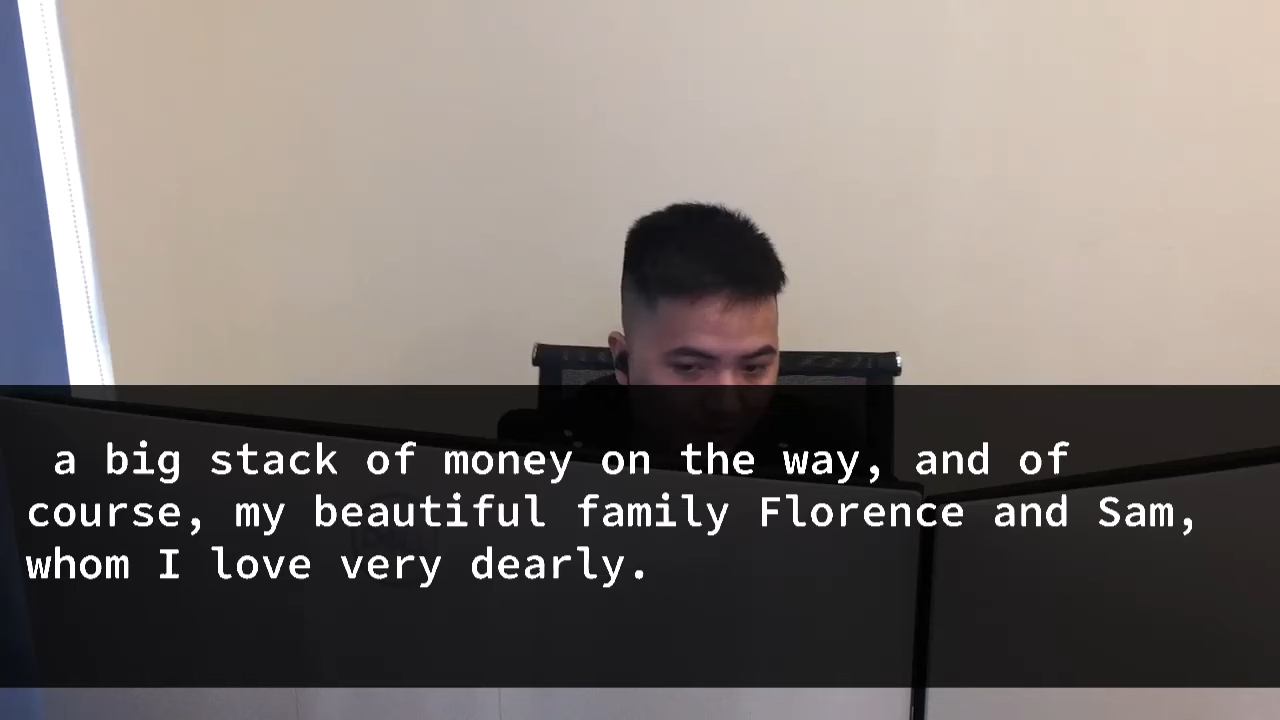 a big stack of money on the way, and of
course, my beautiful family Florence and Sam,
whom I love very dearly.